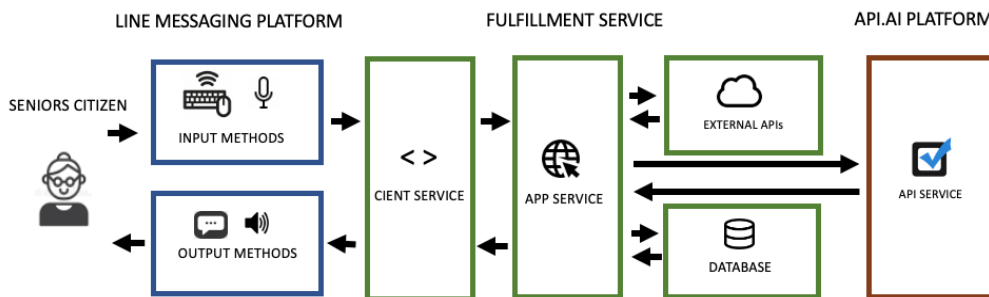 LINE MESSAGING PLATFORM
FULFILLMENT SERVICE
API.AI PLATFORM
SENIORS CITIZEN
INPUT METHODS
OUTPUT METHODS
< >
CIENT SERVICE
APP SERVICE
EXTERNAL APIs
DATABASE
API SERVICE